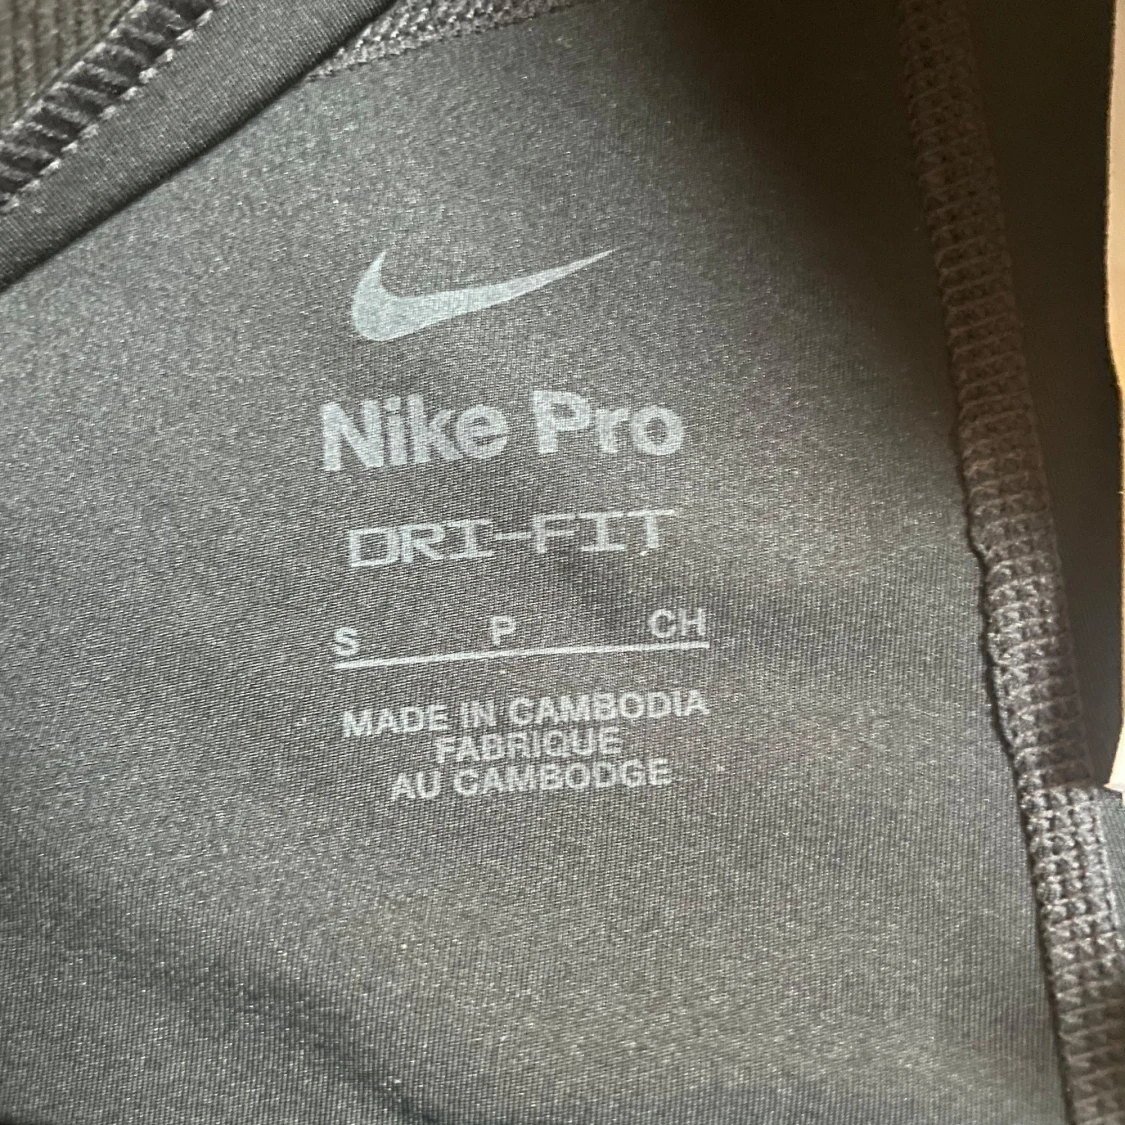 Nike Pro
DRI-FIT
S P CH
MADE IN CAMBODIA
FABRIQUE
AU CAMBODGE